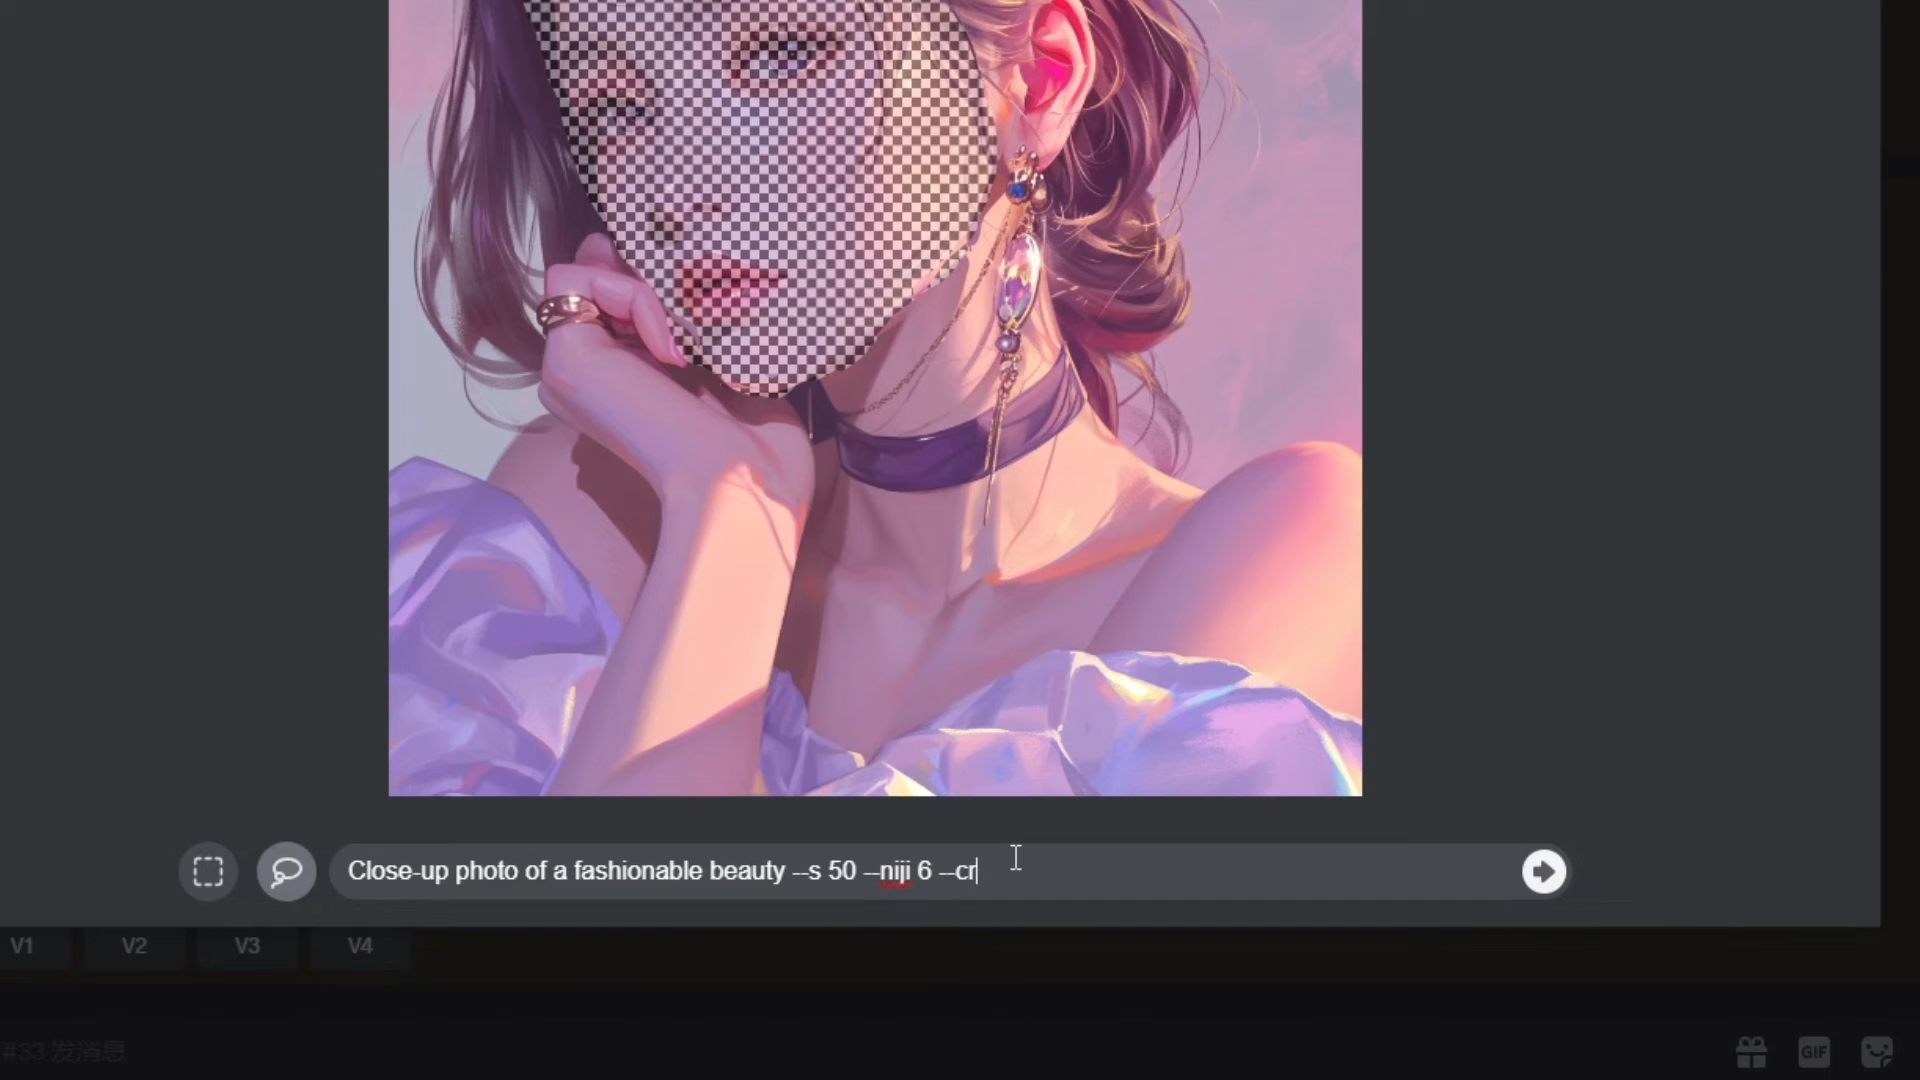 Close-up photo of a fashionable beauty --s 50 --niji 6 --cr
V1 V2 V3 V4
#33 发消息
GIF